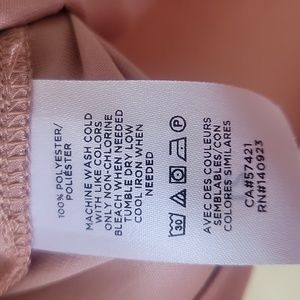 100% POLYESTER/
POLIÉSTER
MACHINE WASH COLD
WITH LIKE COLORS
ONLY NON-CHLORINE
BLEACH WHEN NEEDED
TUMBLE DRY LOW
COOL IRON WHEN
NEEDED
30
P
AVEC DES COULEURS
SEMBLABLES/CON
COLORES SIMILARES
CA#57421
RN#140923